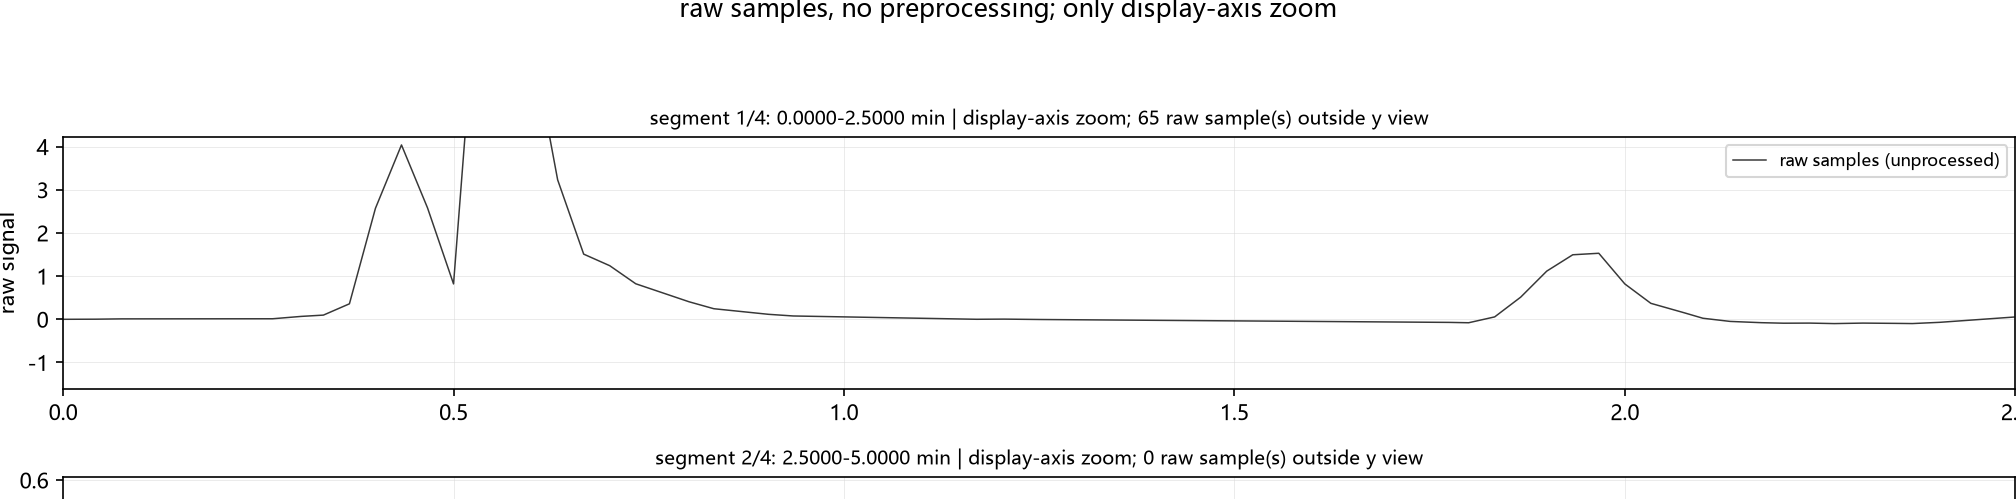 raw samples, no preprocessing; only display-axis zoom
segment 1/4: 0.0000-2.5000 min | display-axis zoom; 65 raw sample(s) outside y view
raw samples (unprocessed)
raw signal
4
3
2
1
0
-1
0.0
0.5
1.0
1.5
2.0
2.
segment 2/4: 2.5000-5.0000 min | display-axis zoom; 0 raw sample(s) outside y view
0.6